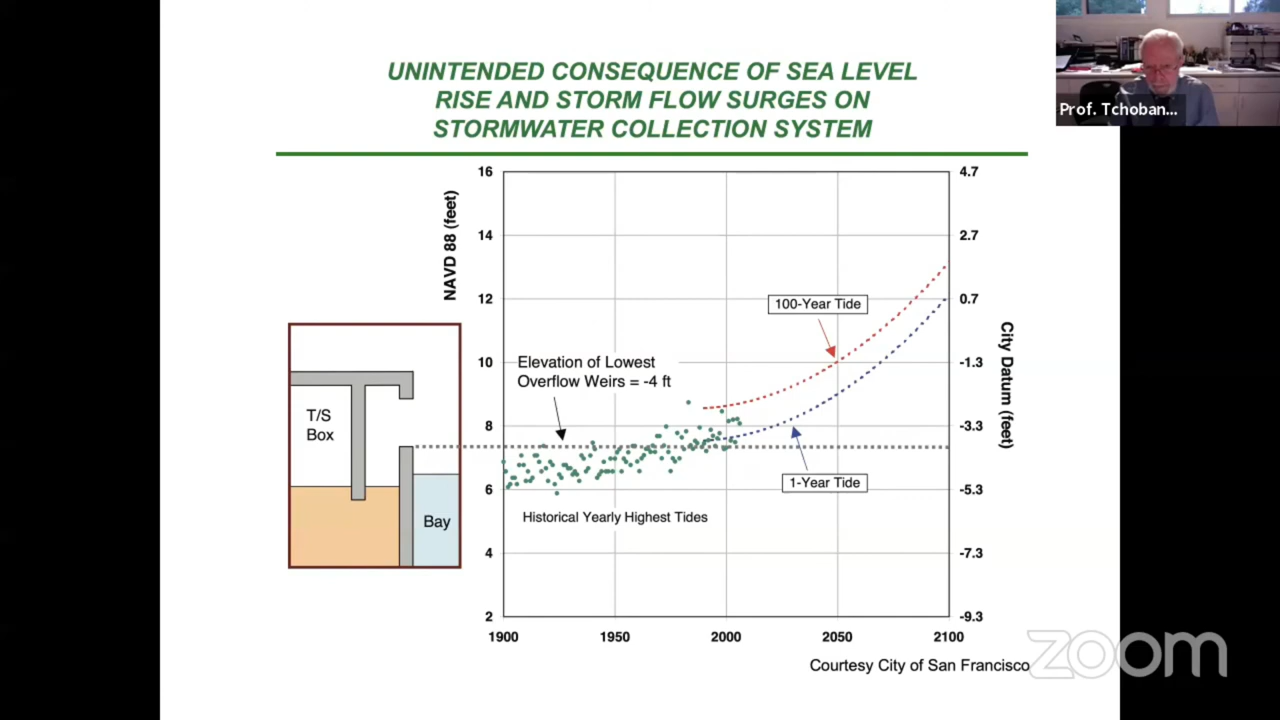 UNINTENDED CONSEQUENCE OF SEA LEVEL
RISE AND STORM FLOW SURGES ON
STORMWATER COLLECTION SYSTEM
Prof. Tchoban...
NAVD 88 (feet)
16
14
12
10
8
6
4
2
4.7
2.7
0.7
-1.3
-3.3
-5.3
-7.3
-9.3
City Datum (feet)
100-Year Tide
Elevation of Lowest
Overflow Weirs = -4 ft
1-Year Tide
Historical Yearly Highest Tides
T/S
Box
Bay
1900
1950
2000
2050
2100
Courtesy City of San Francisco
zoom